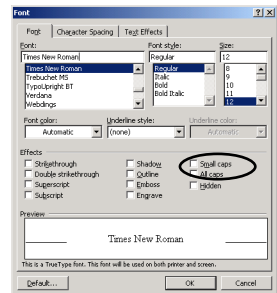 Font
Font
Character Spacing
Text Effects
Font:
Font style:
Size:
Times New Roman
Regular
12
Times New Roman
Trebuchet MS
TypoUpright BT
Verdana
Webdings
Regular
Italic
Bold
Bold Italic
8
9
10
11
12
Font color:
Underline style:
Underline color:
Automatic
(none)
Automatic
Effects
Strikethrough
Shadow
Small caps
Double strikethrough
Outline
All caps
Superscript
Emboss
Hidden
Subscript
Engrave
Preview
Times New Roman
This is a TrueType font. This font will be used on both printer and screen.
Default...
OK
Cancel